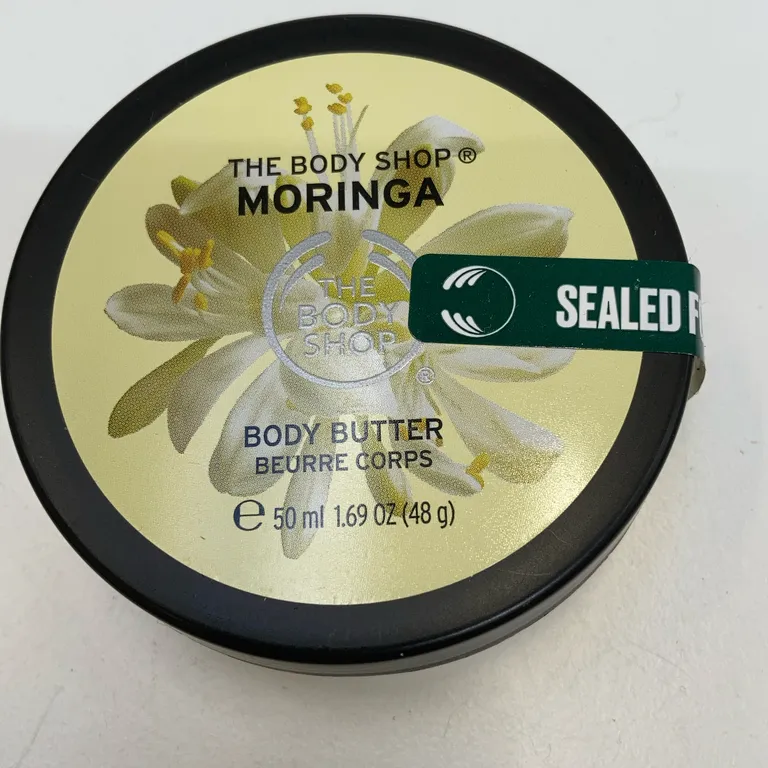 THE BODY SHOP®
MORINGA
THE
BODY
SHOP
®
SEALED
BODY BUTTER
BEURRE CORPS
℮ 50 ml 1.69 OZ (48 g)